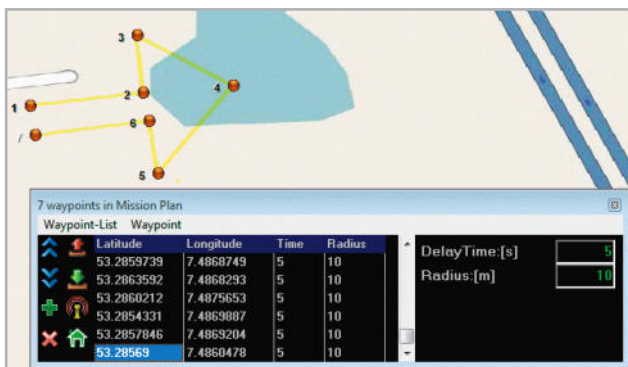 3
4
2
1
6
7
5
7 waypoints in Mission Plan
Waypoint-List Waypoint
Latitude Longitude Time Radius
53.2859739 7.4868749 5 10
53.2863592 7.4868293 5 10
53.2860212 7.4875653 5 10
53.2854331 7.4869887 5 10
53.2857846 7.4869204 5 10
53.28569 7.4860478 5 10
DelayTime:[s] 5
Radius:[m] 10